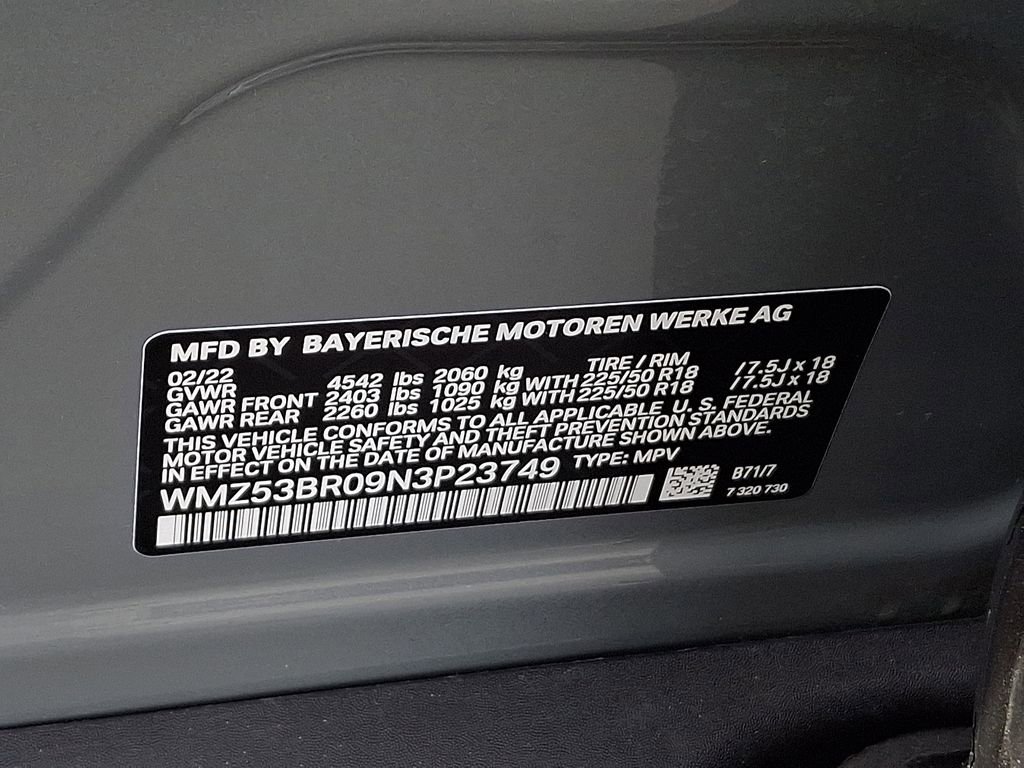 MFD BY BAYERISCHE MOTOREN WERKE AG
02/22 TIRE / RIM
GVWR 4542 lbs 2060 kg
GAWR FRONT 2403 lbs 1090 kg WITH 225/50 R18 / 7.5J x 18
GAWR REAR 2260 lbs 1025 kg WITH 225/50 R18 / 7.5J x 18
THIS VEHICLE CONFORMS TO ALL APPLICABLE U. S. FEDERAL
MOTOR VEHICLE SAFETY AND THEFT PREVENTION STANDARDS
IN EFFECT ON THE DATE OF MANUFACTURE SHOWN ABOVE.
WMZ53BR09N3P23749 TYPE: MPV
B71/7
7 320 730